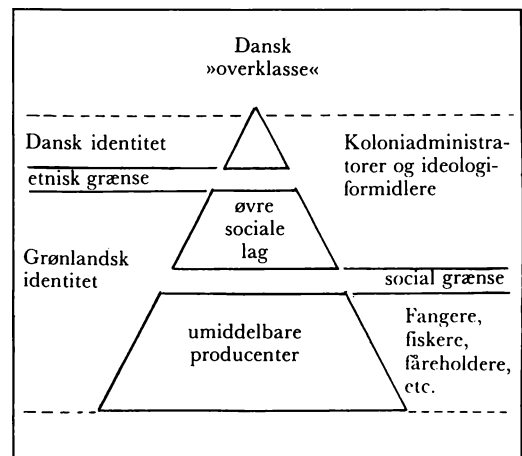 Dansk
»overklasse«
Dansk identitet
Koloniadministra-
torer og ideologi-
formidlere
etnisk grænse
øvre
sociale
lag
Grønlandsk
identitet
social grænse
umiddelbare
producenter
Fangere,
fiskere,
fåreholdere,
etc.